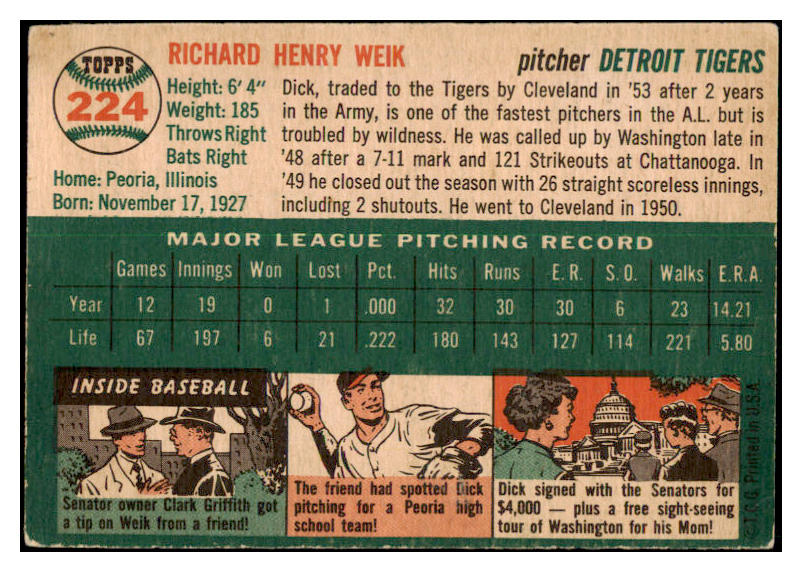 TOPPS
224
RICHARD HENRY WEIK
pitcher DETROIT TIGERS
Height: 6' 4"
Weight: 185
Throws Right
Bats Right
Home: Peoria, Illinois
Born: November 17, 1927
Dick, traded to the Tigers by Cleveland in '53 after 2 years
in the Army, is one of the fastest pitchers in the A.L. but is
troubled by wildness. He was called up by Washington late in
'48 after a 7-11 mark and 121 Strikeouts at Chattanooga. In
'49 he closed out the season with 26 straight scoreless innings,
including 2 shutouts. He went to Cleveland in 1950.
MAJOR LEAGUE PITCHING RECORD
Games Innings Won Lost Pct. Hits Runs E.R. S.O. Walks E.R.A.
Year 12 19 0 1 .000 32 30 30 6 23 14.21
Life 67 197 6 21 .222 180 143 127 114 221 5.80
INSIDE BASEBALL
Senator owner Clark Griffith got
a tip on Weik from a friend!
The friend had spotted Dick
pitching for a Peoria high
school team!
Dick signed with the Senators for
$4,000 — plus a free sight-seeing
tour of Washington for his Mom!
© T.C.G. Printed in U.S.A.